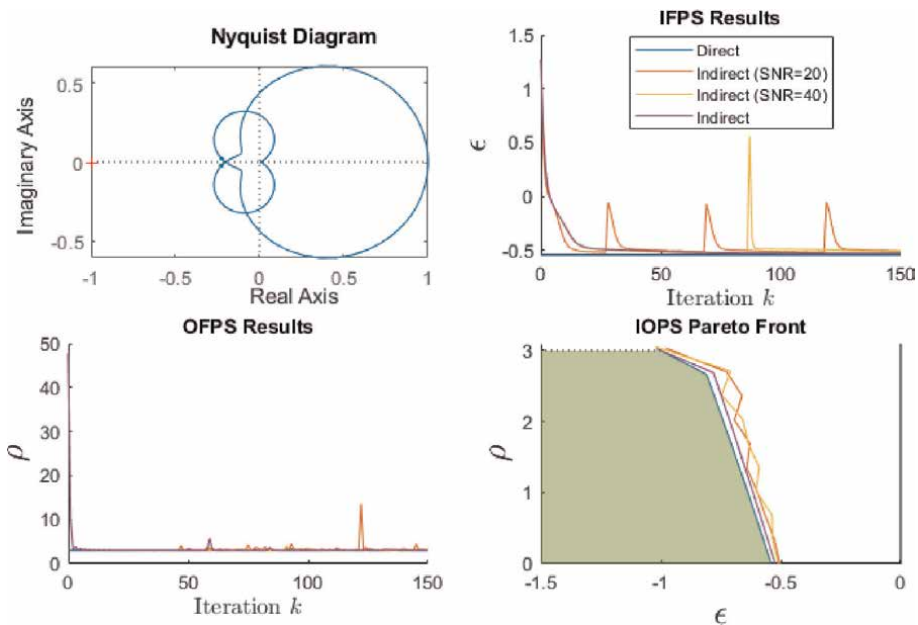 Nyquist Diagram
Imaginary Axis
0.5
0
-0.5
-1
-0.5
0
0.5
1
Real Axis
IFPS Results
Direct
Indirect (SNR=20)
Indirect (SNR=40)
Indirect
ϵ
1.5
1
0.5
0
-0.5
0
50
100
150
Iteration k
OFPS Results
ρ
50
40
30
20
10
0
0
50
100
150
Iteration k
IOPS Pareto Front
ρ
3
2
1
0
-1.5
-1
-0.5
0
ϵ